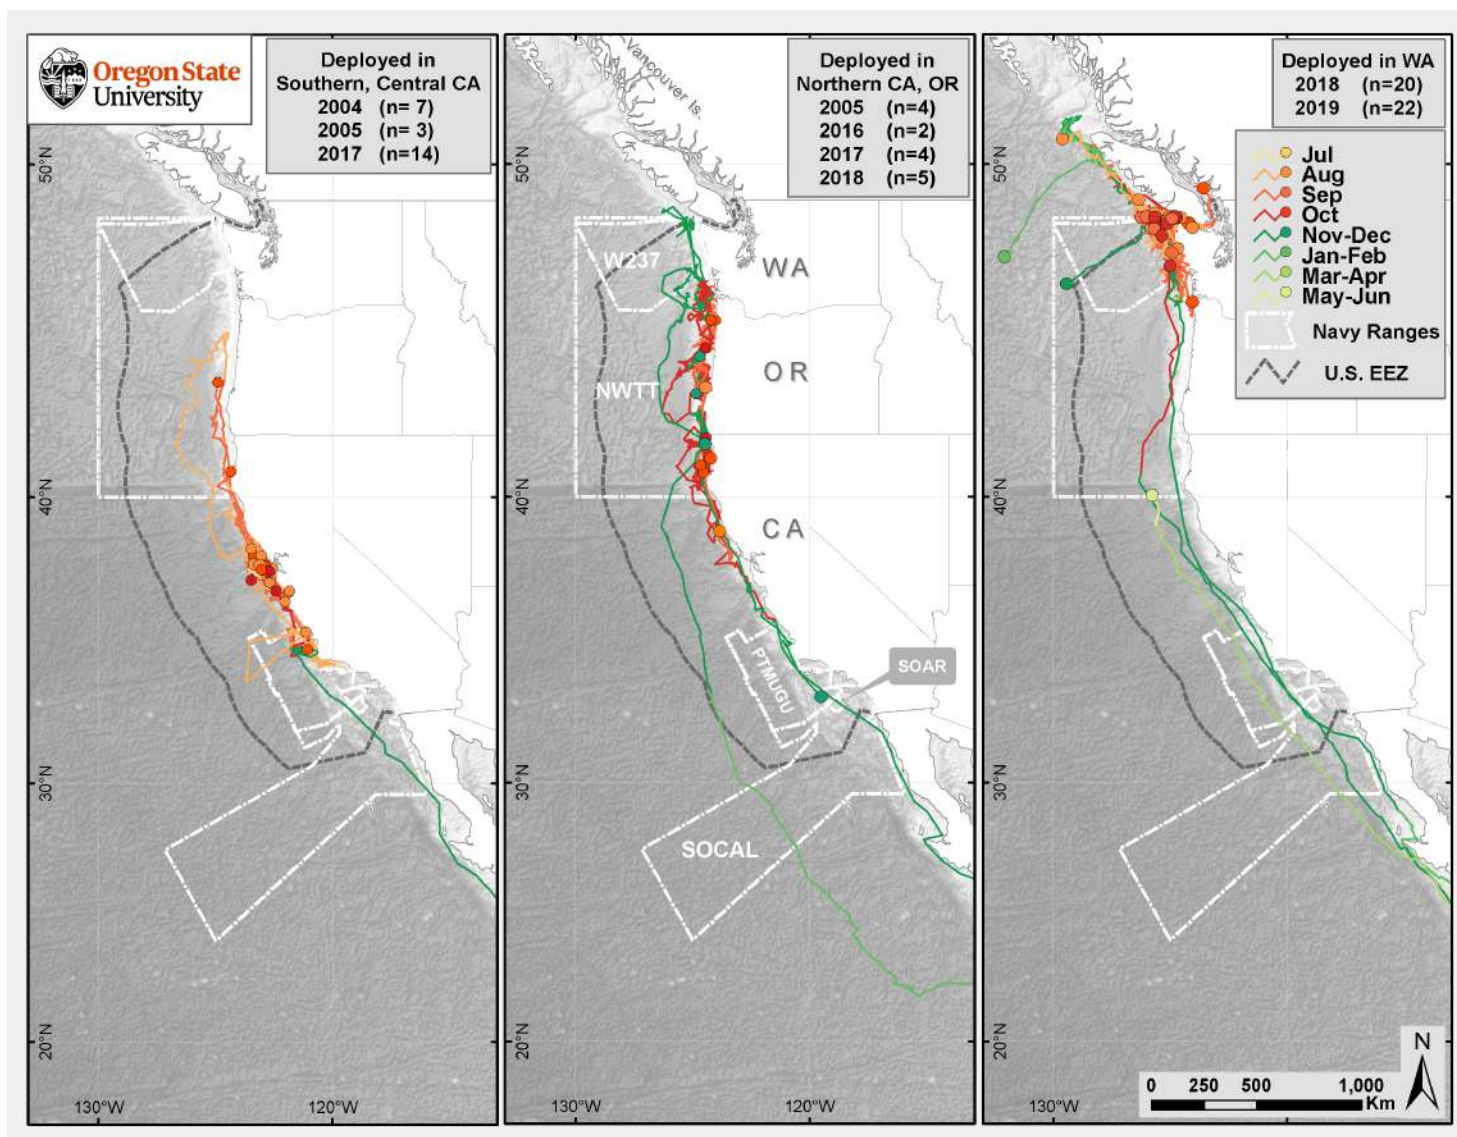 Oregon State
University
Deployed in
Southern, Central CA
2004 (n= 7)
2005 (n= 3)
2017 (n=14)
50°N
40°N
30°N
20°N
130°W
120°W
Vancouver Is.
Deployed in
Northern CA, OR
2005 (n=4)
2016 (n=2)
2017 (n=4)
2018 (n=5)
50°N
W237
WA
NWTT
OR
40°N
CA
PTMUGU
SOAR
30°N
SOCAL
20°N
130°W
120°W
Deployed in WA
2018 (n=20)
2019 (n=22)
Jul
Aug
Sep
Oct
Nov-Dec
Jan-Feb
Mar-Apr
May-Jun
Navy Ranges
U.S. EEZ
50°N
40°N
30°N
20°N
N
0 250 500 1,000
Km
130°W